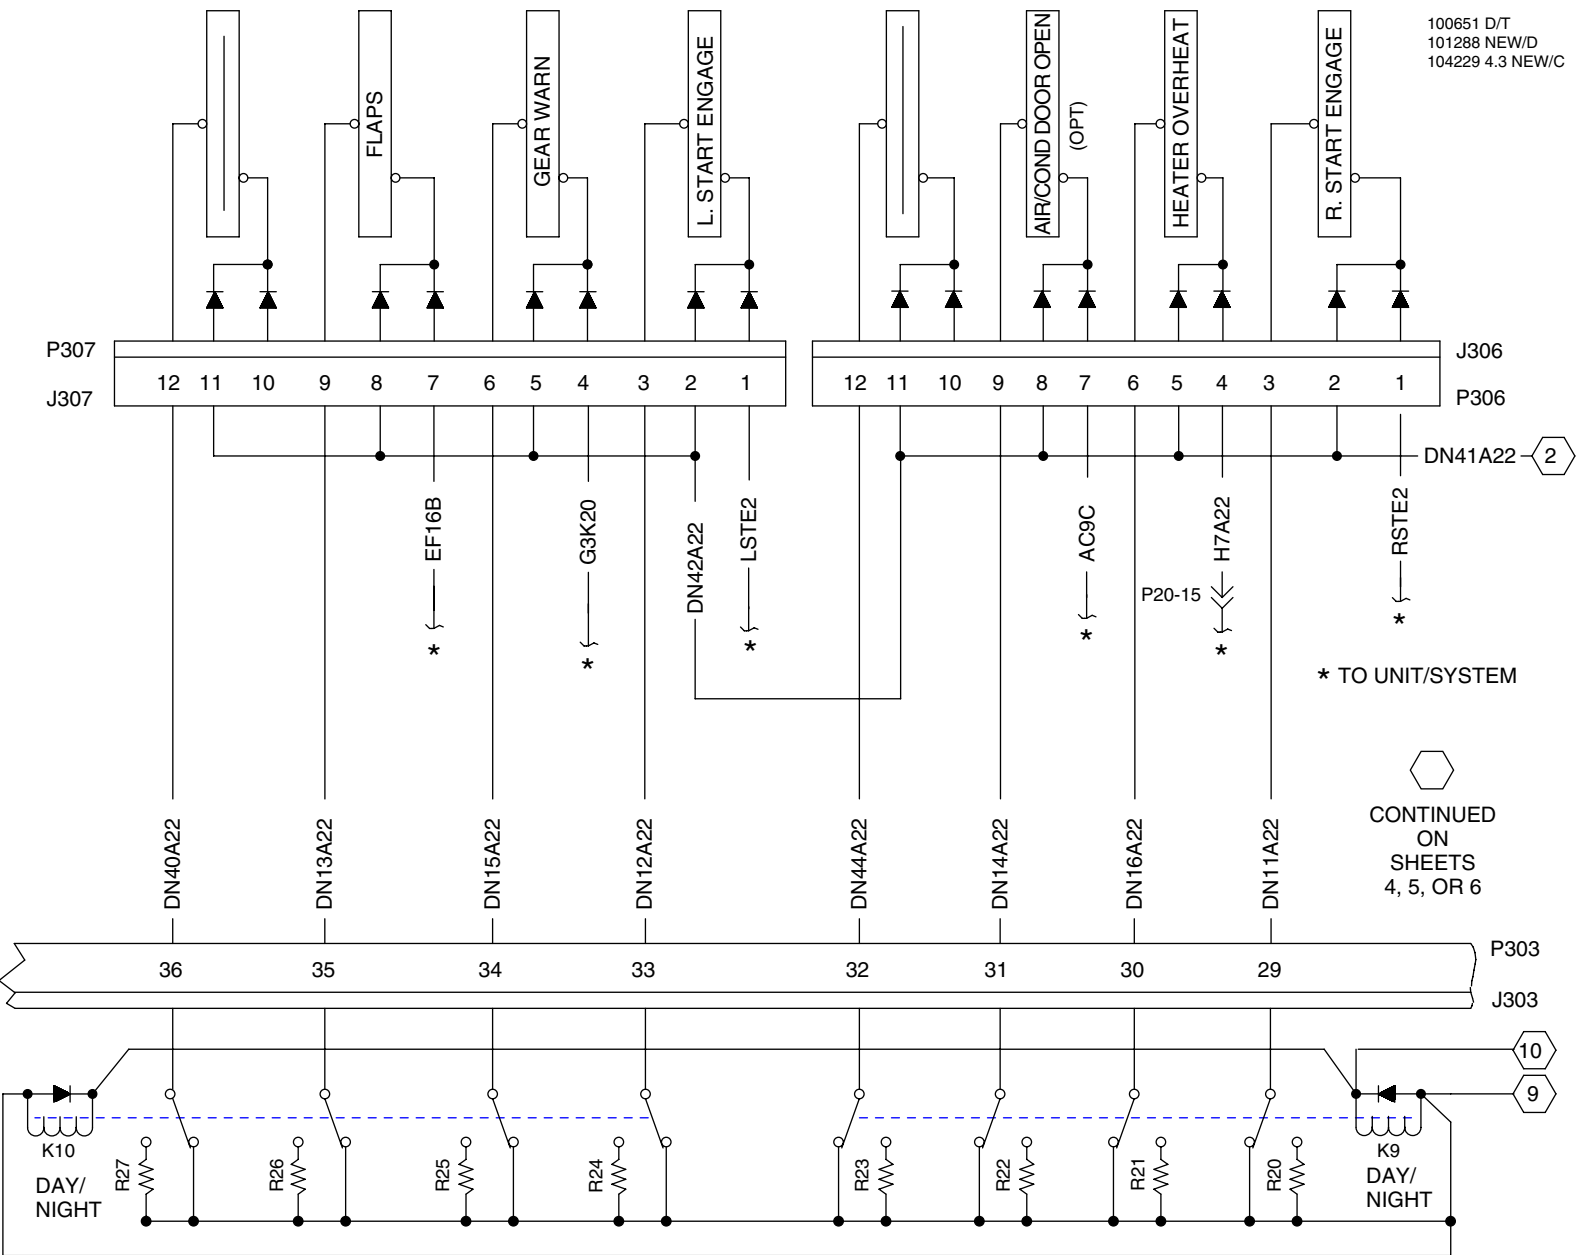 100651 D/T
101288 NEW/D
104229 4.3 NEW/C
FLAPS
GEAR WARN
L. START ENGAGE
AIR/COND DOOR OPEN
(OPT)
HEATER OVERHEAT
R. START ENGAGE
P307
J307
12 11 10 9 8 7 6 5 4 3 2 1
12 11 10 9 8 7 6 5 4 3 2 1
J306
P306
DN41A22
2
EF16B
G3K20
DN42A22
LSTE2
AC9C
H7A22
RSTE2
P20-15
*
*
*
*
*
*
* TO UNIT/SYSTEM
CONTINUED
ON
SHEETS
4, 5, OR 6
DN40A22
DN13A22
DN15A22
DN12A22
DN44A22
DN14A22
DN16A22
DN11A22
36 35 34 33 32 31 30 29
P303
J303
10
9
K10
DAY/
NIGHT
R27
R26
R25
R24
R23
R22
R21
R20
K9
DAY/
NIGHT